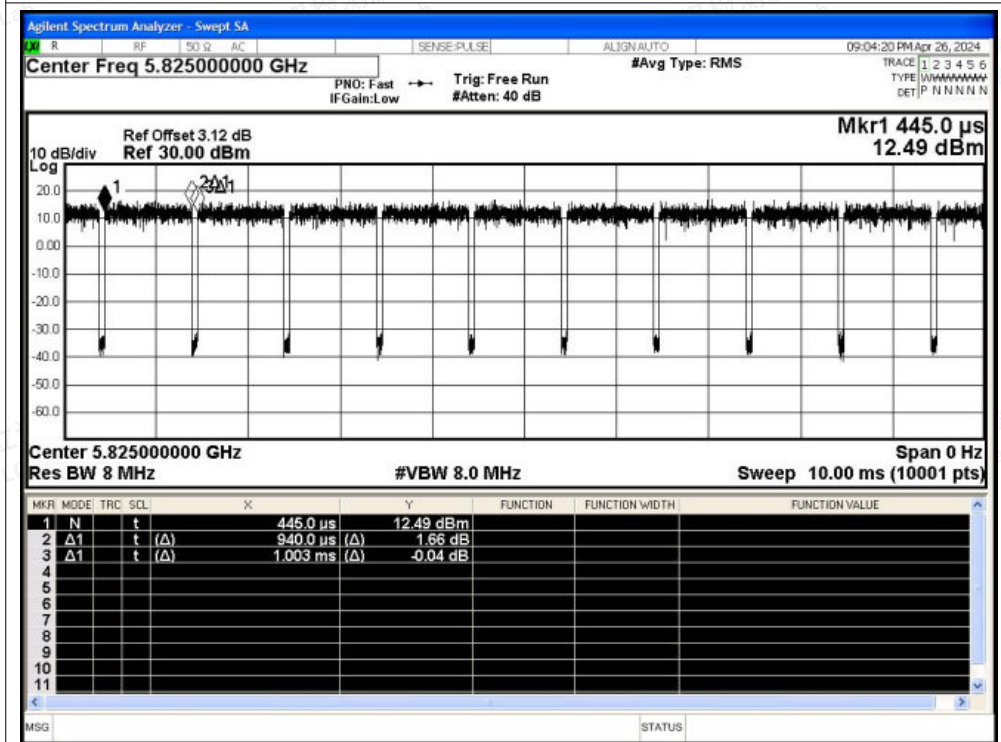 Agilent Spectrum Analyzer - Swept SA
LXI R RF 50 Ω AC SENSE:PULSE ALIGN AUTO 09:04:20 PM Apr 26, 2024
Center Freq 5.825000000 GHz #Avg Type: RMS TRACE 1 2 3 4 5 6
PNO: Fast Trig: Free Run TYPE WWWWWW
IFGain:Low #Atten: 40 dB DET P N N N N N
Mkr1 445.0 µs
Ref Offset 3.12 dB
10 dB/div Ref 30.00 dBm 12.49 dBm
Log
1 2Δ1 3Δ1
20.0
10.0
0.00
-10.0
-20.0
-30.0
-40.0
-50.0
-60.0
Center 5.825000000 GHz Span 0 Hz
Res BW 8 MHz #VBW 8.0 MHz Sweep 10.00 ms (10001 pts)
MKR MODE TRC SCL X Y FUNCTION FUNCTION WIDTH FUNCTION VALUE
1 N t 445.0 µs 12.49 dBm
2 Δ1 t (Δ) 940.0 µs (Δ) 1.66 dB
3 Δ1 t (Δ) 1.003 ms (Δ) -0.04 dB
4
5
6
7
8
9
10
11
MSG STATUS